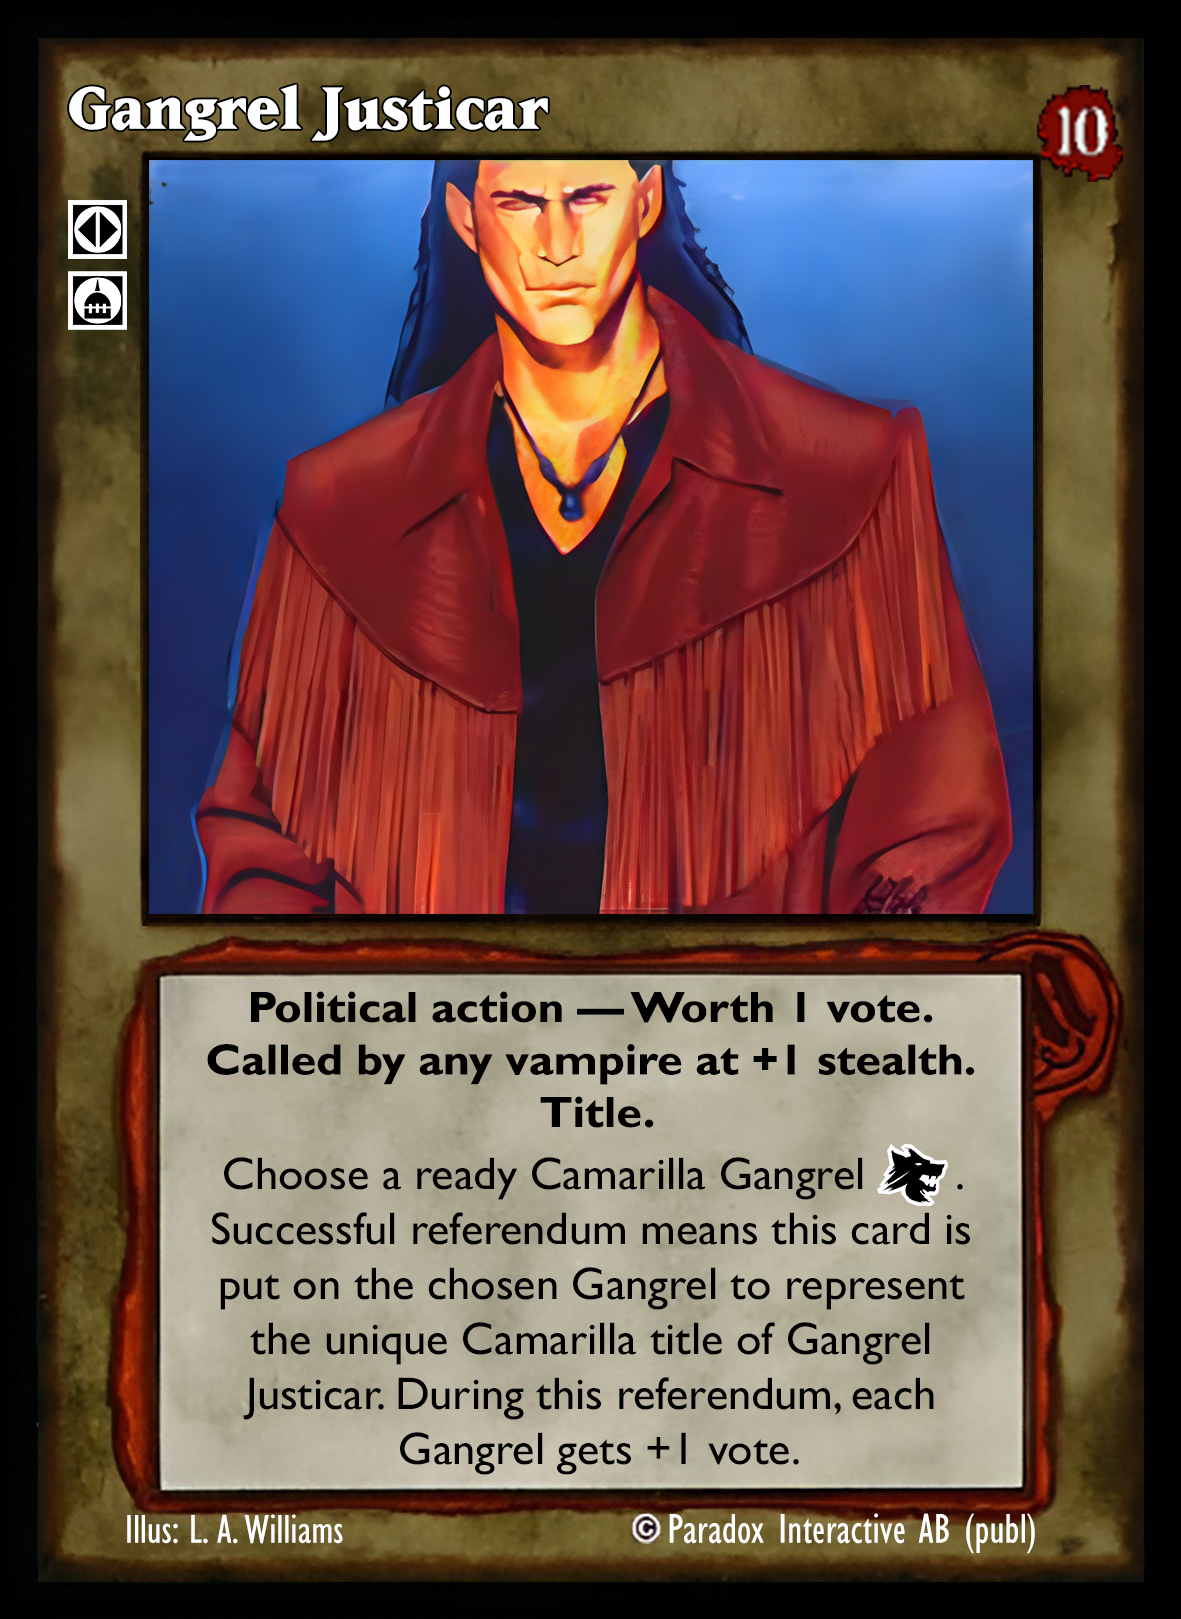 Gangrel Justicar
10
Political action — Worth 1 vote.
Called by any vampire at +1 stealth.
Title.
Choose a ready Camarilla Gangrel .
Successful referendum means this card is
put on the chosen Gangrel to represent
the unique Camarilla title of Gangrel
Justicar. During this referendum, each
Gangrel gets +1 vote.
Illus: L. A. Williams
© Paradox Interactive AB (publ)